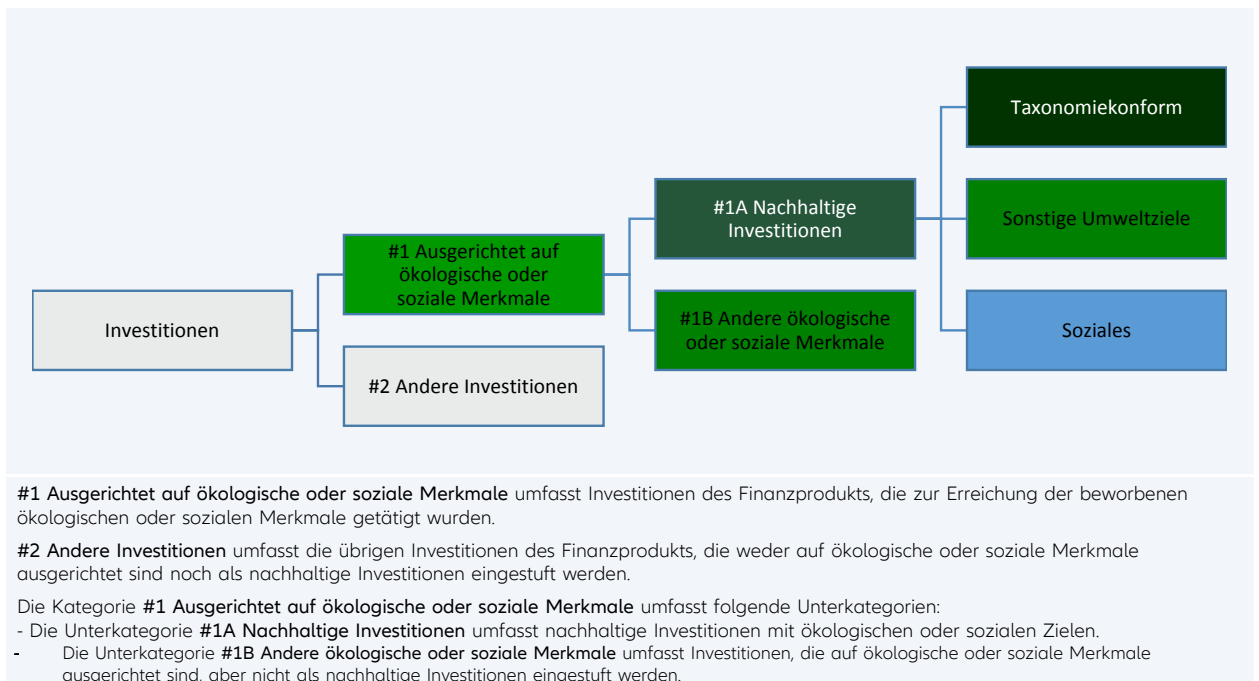 Taxonomiekonform
#1A Nachhaltige
Investitionen
Sonstige Umweltziele
#1 Ausgerichtet auf
ökologische oder
soziale Merkmale
Investitionen
#1B Andere ökologische
oder soziale Merkmale
Soziales
#2 Andere Investitionen
#1 Ausgerichtet auf ökologische oder soziale Merkmale umfasst Investitionen des Finanzprodukts, die zur Erreichung der beworbenen
ökologischen oder sozialen Merkmale getätigt wurden.
#2 Andere Investitionen umfasst die übrigen Investitionen des Finanzprodukts, die weder auf ökologische oder soziale Merkmale
ausgerichtet sind noch als nachhaltige Investitionen eingestuft werden.
Die Kategorie #1 Ausgerichtet auf ökologische oder soziale Merkmale umfasst folgende Unterkategorien:
- Die Unterkategorie #1A Nachhaltige Investitionen umfasst nachhaltige Investitionen mit ökologischen oder sozialen Zielen.
- Die Unterkategorie #1B Andere ökologische oder soziale Merkmale umfasst Investitionen, die auf ökologische oder soziale Merkmale
ausgerichtet sind, aber nicht als nachhaltige Investitionen eingestuft werden.